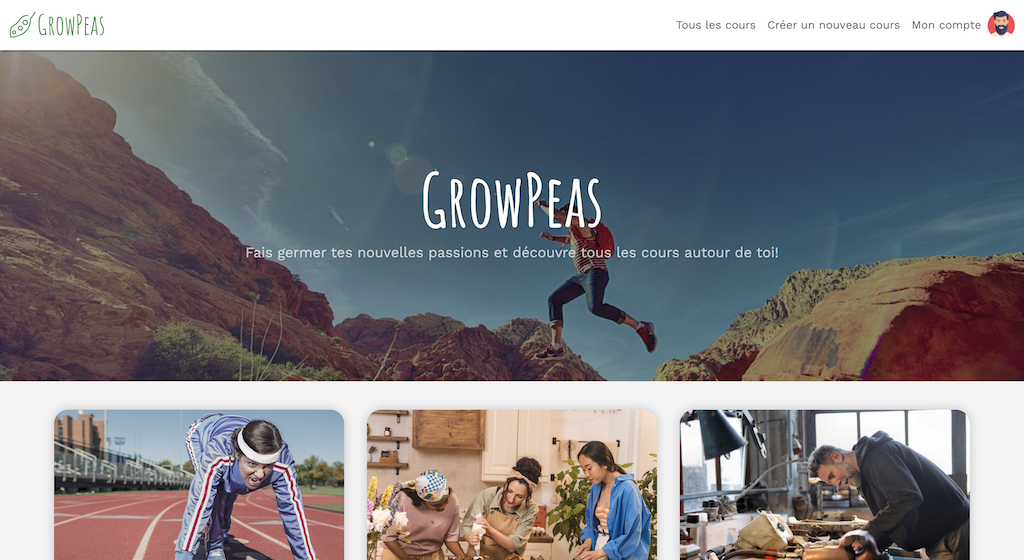 GrowPeas
Tous les cours
Créer un nouveau cours
Mon compte
GrowPeas
Fais germer tes nouvelles passions et découvre tous les cours autour de toi!